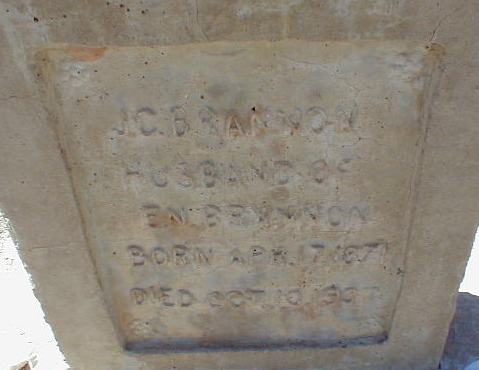 J.C. BRANNON
HUSBAND OF
E.N. BRANNON
BORN APR. 17 1871
DIED OCT. 10